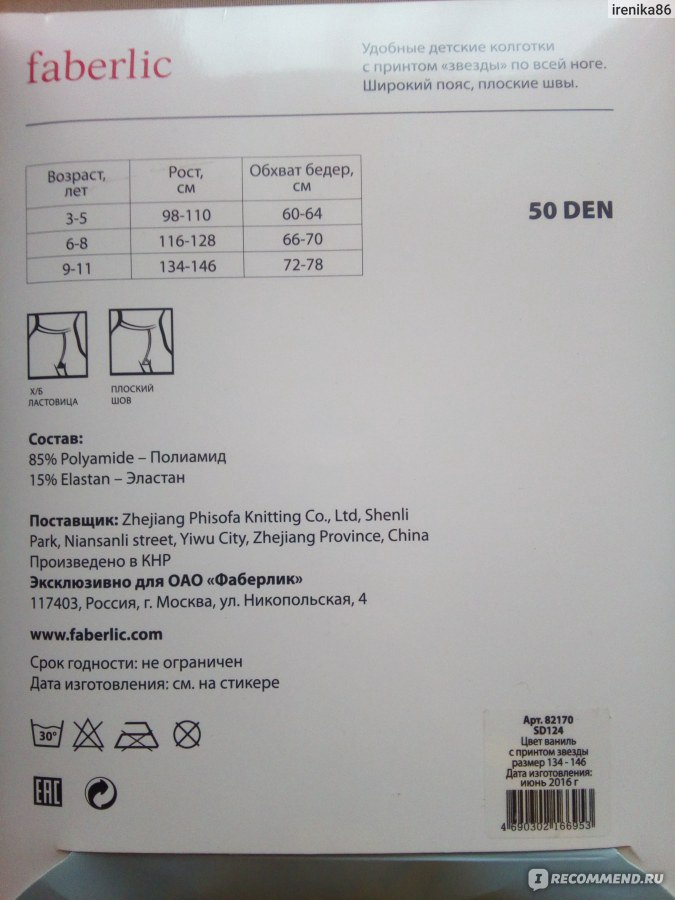 irenika86
faberlic
Удобные детские колготки
с принтом «звезды» по всей ноге.
Широкий пояс, плоские швы.
Возраст, лет Рост, см Обхват бедер, см
3-5 98-110 60-64
6-8 116-128 66-70
9-11 134-146 72-78
50 DEN
Х/Б
ЛАСТОВИЦА
ПЛОСКИЙ
ШОВ
Состав:
85% Polyamide – Полиамид
15% Elastan – Эластан
Поставщик: Zhejiang Phisofa Knitting Co., Ltd, Shenli
Park, Niansanli street, Yiwu City, Zhejiang Province, China
Произведено в КНР
Эксклюзивно для ОАО «Фаберлик»
117403, Россия, г. Москва, ул. Никопольская, 4
www.faberlic.com
Срок годности: не ограничен
Дата изготовления: см. на стикере
30°
EAC
Арт. 82170
SD124
Цвет ваниль
с принтом звезды
размер 134 - 146
Дата изготовления:
июнь 2016 г
4 690302 166953
IRECOMMEND.RU